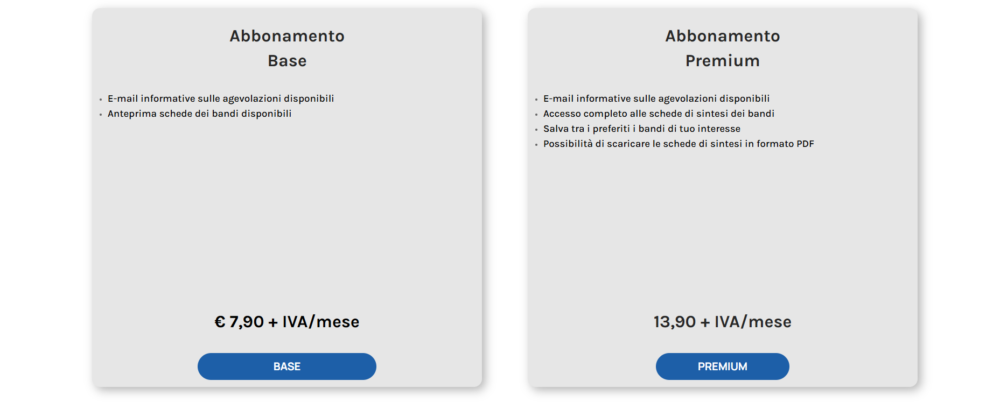 Abbonamento
Base
E-mail informative sulle agevolazioni disponibili
Anteprima schede dei bandi disponibili
€ 7,90 + IVA/mese
BASE
Abbonamento
Premium
E-mail informative sulle agevolazioni disponibili
Accesso completo alle schede di sintesi dei bandi
Salva tra i preferiti i bandi di tuo interesse
Possibilità di scaricare le schede di sintesi in formato PDF
13,90 + IVA/mese
PREMIUM